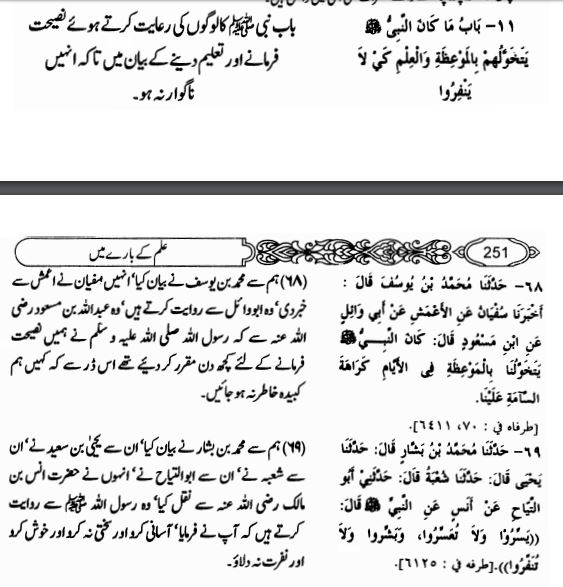 ١١- بَابُ مَا كَانَ النَّبِيُّ ﷺ
يَتَخَوَّلُهُمْ بِالْمَوْعِظَةِ وَالْعِلْمِ كَيْ لاَ
يَنْفِرُوا
باب نبی ﷺ کا لوگوں کی رعایت کرتے ہوئے نصیحت
فرمانے اور تعلیم دینے کے بیان میں تاکہ انہیں
ناگوار نہ ہو۔
251
علم کے بارے میں
٦٨- حَدَّثَنَا مُحَمَّدُ بْنُ يُوسُفَ قَالَ :
أَخْبَرَنَا سُفْيَانُ عَنِ الأَعْمَشِ عَنْ أَبِي وَائِلٍ
عَنِ ابْنِ مَسْعُودٍ قَالَ: كَانَ النَّبِيُّ ﷺ
يَتَخَوَّلُنَا بِالْمَوْعِظَةِ فِي الأَيَّامِ كَرَاهَةَ
السَّآمَةِ عَلَيْنَا.
[طرفاه في : ٧٠، ٦٤١١].
(۶۸) ہم سے محمد بن یوسف نے بیان کیا' انہیں سفیان نے اعمش سے
خبر دی' وہ ابووائل سے روایت کرتے ہیں' وہ عبداللہ بن مسعود رضی
اللہ عنہ سے کہ رسول اللہ صلی اللہ علیہ و سلم نے ہمیں نصیحت
فرمانے کے لئے کچھ دن مقرر کر دیئے تھے اس ڈر سے کہ کہیں ہم
کبیدہ خاطر نہ ہو جائیں۔
٦٩- حَدَّثَنَا مُحَمَّدُ بْنُ بَشَّارٍ قَالَ: حَدَّثَنَا
يَحْيَى قَالَ: حَدَّثَنَا شُعْبَةُ قَالَ: حَدَّثَنِي أَبُو
التَّيَّاحِ عَنْ أَنَسٍ عَنِ النَّبِيِّ ﷺ قَالَ:
((يَسِّرُوْا وَلاَ تُعَسِّرُوا، وَبَشِّروا وَلاَ
تُنَفِّرُوا)).[طرفه في : ٦١٢٥].
(۶۹) ہم سے محمد بن بشار نے بیان کیا' ان سے یحییٰ بن سعید نے' ان
سے شعبہ نے' ان سے ابوالتیاح نے' انہوں نے حضرت انس بن
مالک رضی اللہ عنہ سے نقل کیا' وہ رسول اللہ ﷺ سے روایت
کرتے ہیں کہ آپ نے فرمایا' آسانی کرو اور سختی نہ کرو اور خوش کرو
اور نفرت نہ دلاؤ۔